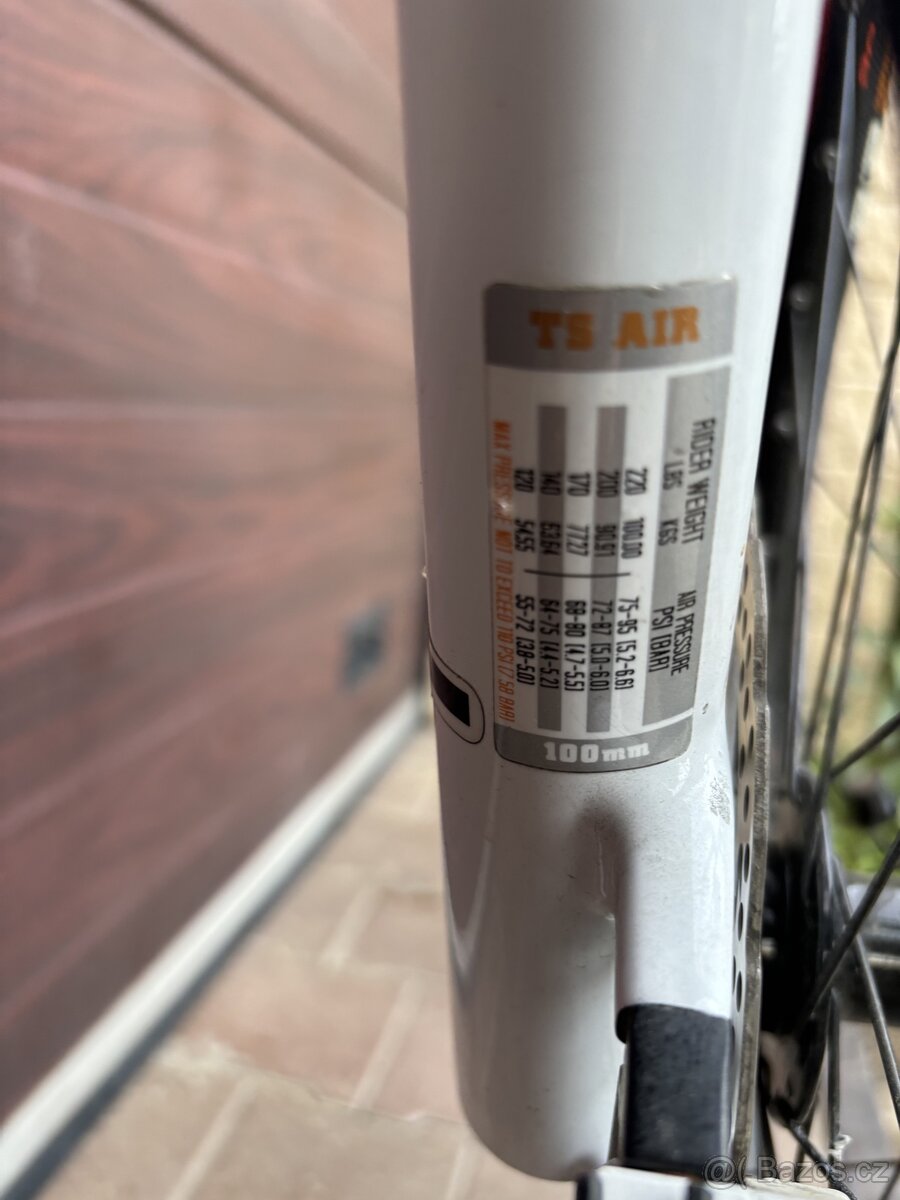 TS AIR
RIDER WEIGHT AIR PRESSURE
LBS KGS PSI (BAR)
220 100.00 75-95 (5.2-6.6)
200 90.91 72-87 (5.0-6.0)
170 77.27 68-80 (4.7-5.5)
140 63.64 64-75 (4.4-5.2)
120 54.55 55-72 (3.8-5.0)
MAX PRESSURE NOT TO EXCEED 110 PSI (7.58 BAR)
100mm
Bazos.cz